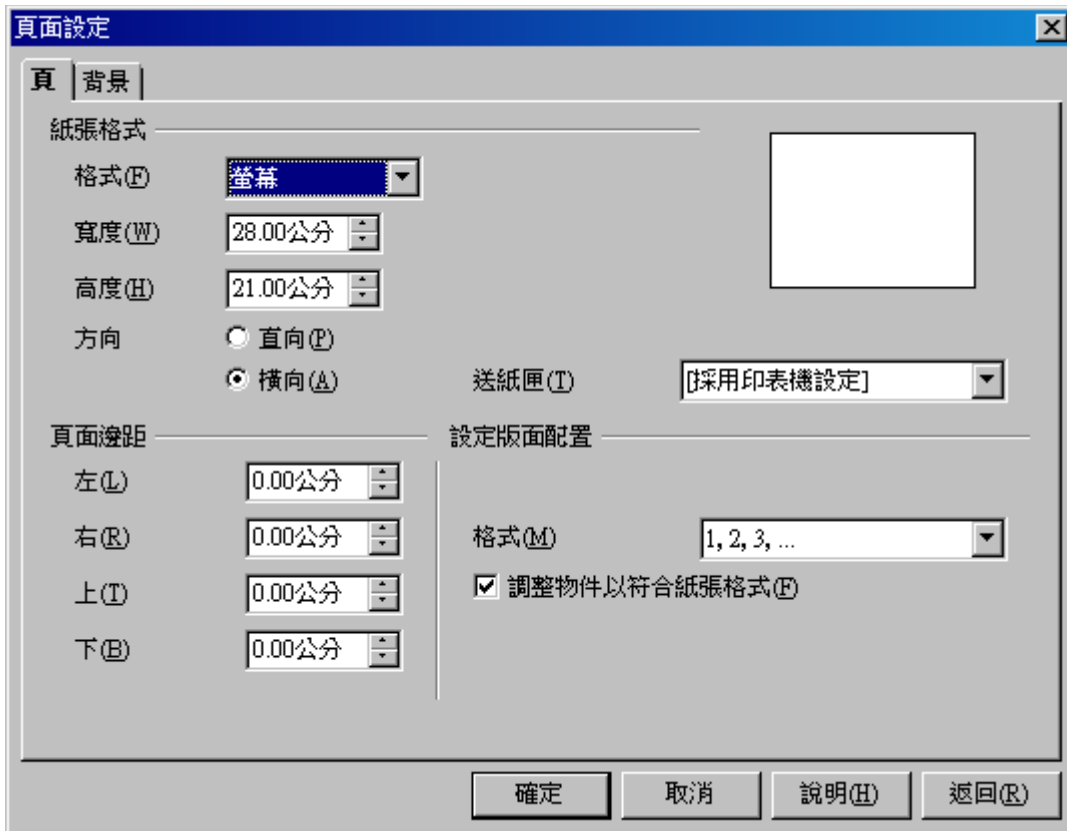 頁面設定
頁 背景
紙張格式
格式(F) 螢幕
寬度(W) 28.00公分
高度(H) 21.00公分
方向 直向(P)
橫向(A) 送紙匣(T) [採用印表機設定]
頁面邊距 設定版面配置
左(L) 0.00公分
右(R) 0.00公分 格式(M) 1, 2, 3, ...
上(T) 0.00公分 調整物件以符合紙張格式(F)
下(B) 0.00公分
確定 取消 說明(H) 返回(R)